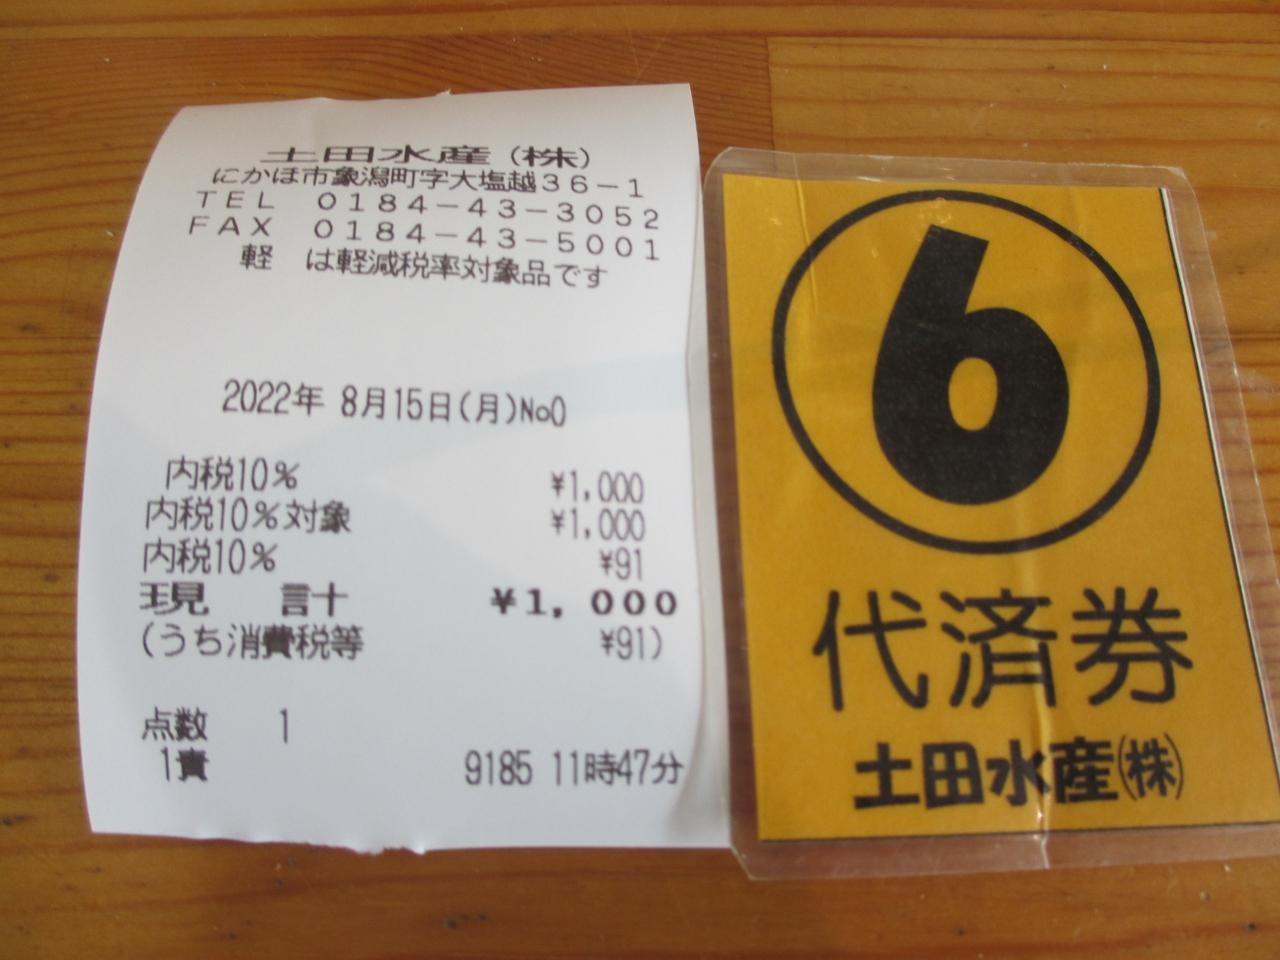 土田水産(株)
にかほ市象潟町字大塩越36-1
TEL 0184-43-3052
FAX 0184-43-5001
軽 は軽減税率対象品です
2022年 8月15日(月)No0
内税10% ¥1,000
内税10%対象 ¥1,000
内税10% ¥91
現 計 ¥1,000
(うち消費税等 ¥91)
点数 1
1責 9185 11時47分
6
代済券
土田水産(株)